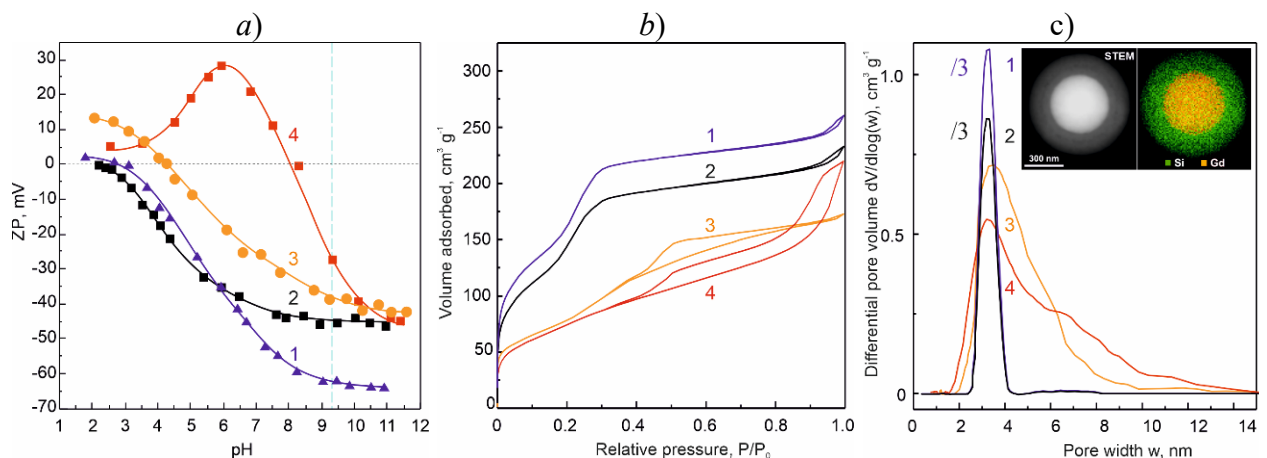 a)
b)
c)
30
20
10
0
-10
-20
-30
-40
-50
-60
-70
ZP, mV
1 2 3 4 5 6 7 8 9 10 11 12
pH
4
3
2
1
300
250
200
150
100
50
0
Volume adsorbed, cm³ g⁻¹
0 0.2 0.4 0.6 0.8 1.0
Relative pressure, P/P₀
1
2
3
4
1.0
0.5
0
Differential pore volume dV/dlog(w), cm³ g⁻¹
0 2 4 6 8 10 12 14
Pore width w, nm
/3 1
/3 2
3
4
STEM
300 nm
Si Gd